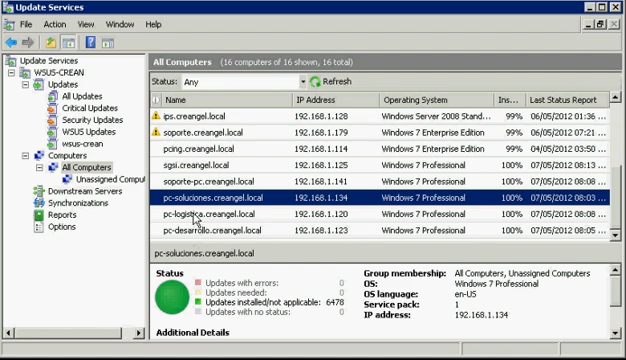 Update Services
File Action View Window Help
Update Services
WSUS-CREAN
Updates
All Updates
Critical Updates
Security Updates
WSUS Updates
wsus-crean
Computers
All Computers
Unassigned Comput
Downstream Servers
Synchronizations
Reports
Options
All Computers (16 computers of 16 shown, 16 total)
Status: Any Refresh
Name IP Address Operating System Ins... Last Status Report
ips.creangel.local 192.168.1.128 Windows Server 2008 Stand... 99% 06/05/2012 01:36 ...
soporte.creangel.local 192.168.1.179 Windows 7 Enterprise Edition 99% 06/05/2012 07:21 ...
pcing.creangel.local 192.168.1.114 Windows 7 Enterprise Edition 99% 04/05/2012 03:50 ...
sgsi.creangel.local 192.168.1.125 Windows 7 Professional 100% 07/05/2012 08:13 ...
soporte-pc.creangel.local 192.168.1.141 Windows 7 Professional 100% 07/05/2012 08:14 ...
pc-soluciones.creangel.local 192.168.1.134 Windows 7 Professional 100% 07/05/2012 08:03 ...
pc-logistica.creangel.local 192.168.1.120 Windows 7 Professional 100% 07/05/2012 08:08 ...
pc-desarrollo.creangel.local 192.168.1.123 Windows 7 Professional 100% 07/05/2012 08:05 ...
pc-soluciones.creangel.local
Status
Updates with errors: 0
Updates needed: 0
Updates installed/not applicable: 6478
Updates with no status: 0
Additional Details
Group membership: All Computers, Unassigned Computers
OS: Windows 7 Professional
OS language: en-US
Service pack: 1
IP address: 192.168.1.134